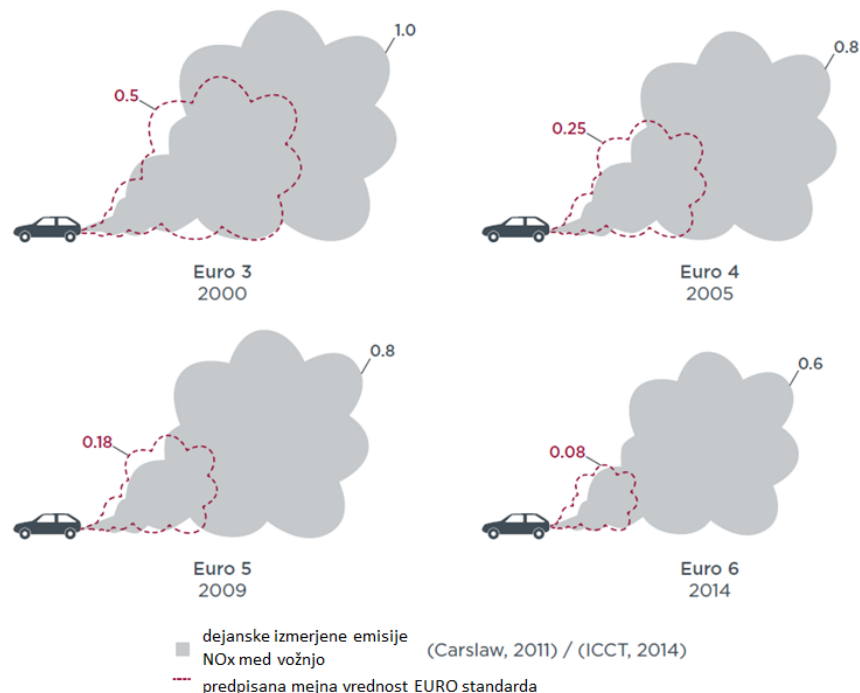 1.0
0.5
Euro 3
2000
0.8
0.25
Euro 4
2005
0.8
0.18
Euro 5
2009
0.6
0.08
Euro 6
2014
dejanske izmerjene emisije
NOx med vožnjo
(Carslaw, 2011) / (ICCT, 2014)
predpisana mejna vrednost EURO standarda